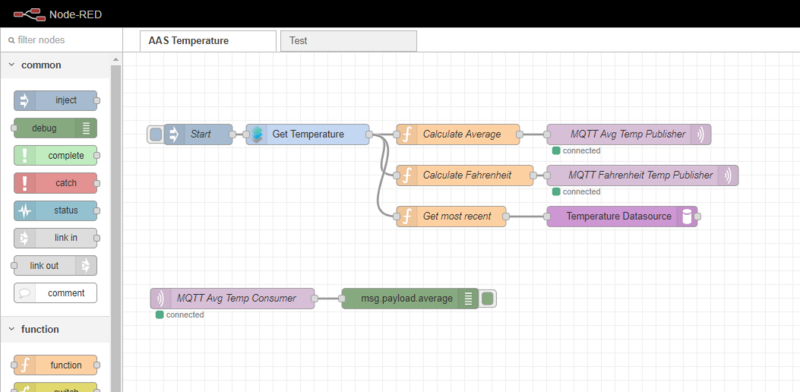 Node-RED
filter nodes
AAS Temperature
Test
common
inject
debug
complete
catch
status
link in
link out
comment
function
function
switch
Start
Get Temperature
Calculate Average
MQTT Avg Temp Publisher
connected
Calculate Fahrenheit
MQTT Fahrenheit Temp Publisher
connected
Get most recent
Temperature Datasource
MQTT Avg Temp Consumer
connected
msg.payload.average